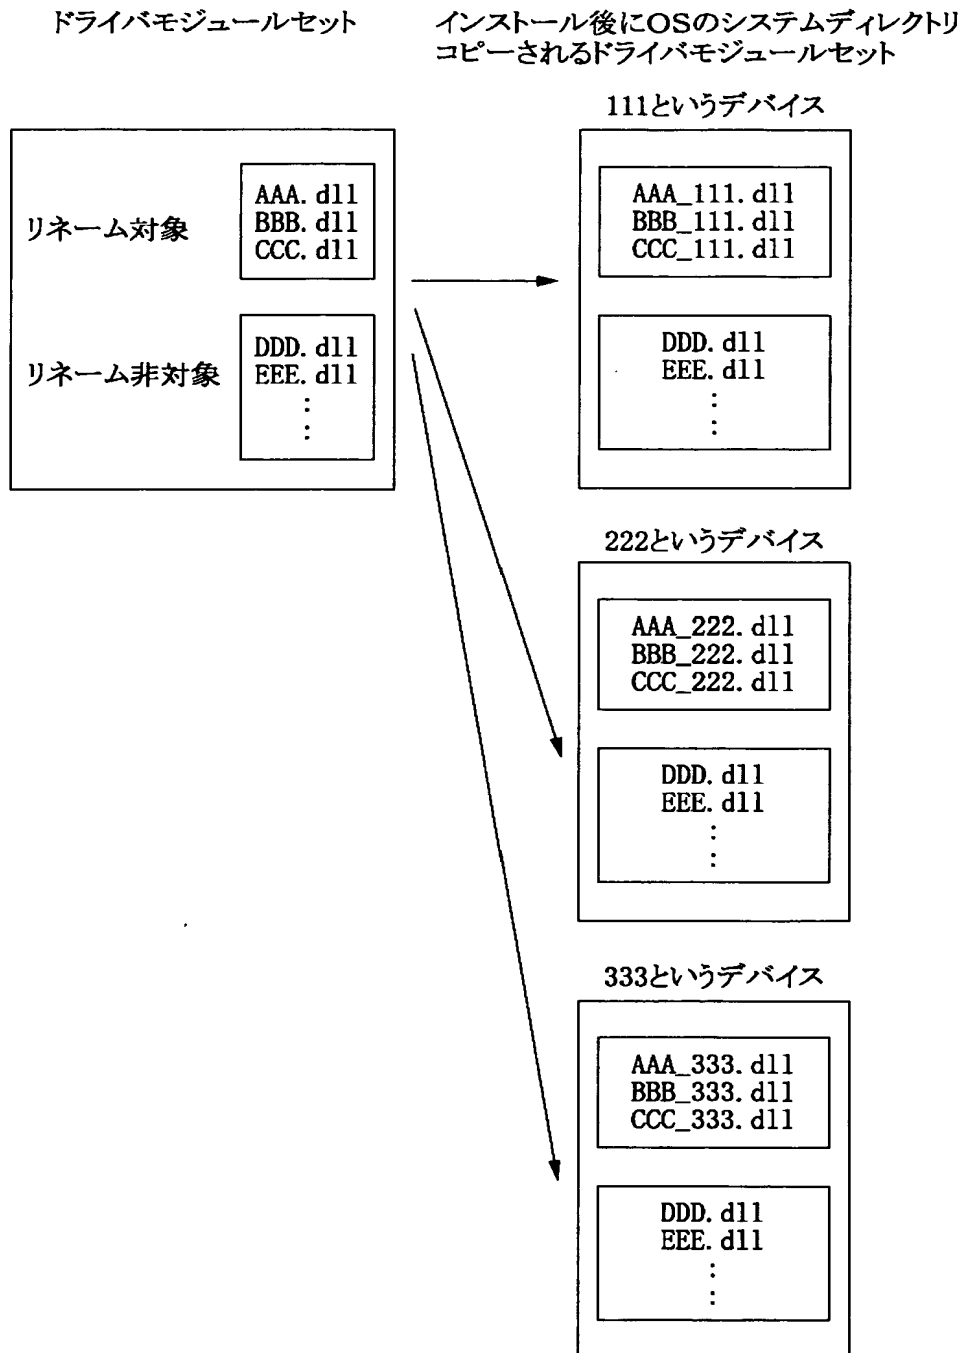 ドライバモジュールセット
インストール後にOSのシステムディレクトリ
コピーされるドライバモジュールセット
リネーム対象
AAA.dll
BBB.dll
CCC.dll
リネーム非対象
DDD.dll
EEE.dll
111というデバイス
AAA_111.dll
BBB_111.dll
CCC_111.dll
DDD.dll
EEE.dll
222というデバイス
AAA_222.dll
BBB_222.dll
CCC_222.dll
DDD.dll
EEE.dll
333というデバイス
AAA_333.dll
BBB_333.dll
CCC_333.dll
DDD.dll
EEE.dll